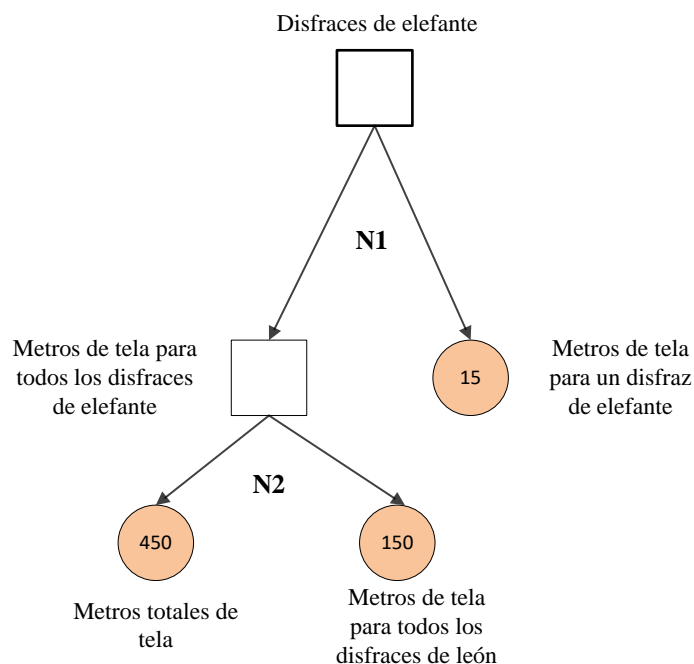 Disfraces de elefante
N1
Metros de tela para
todos los disfraces
de elefante
15
Metros de tela
para un disfraz
de elefante
N2
450
150
Metros totales de
tela
Metros de tela
para todos los
disfraces de león